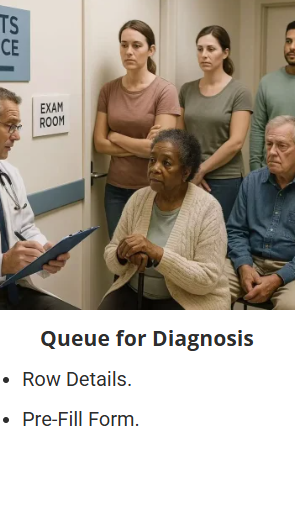 TS
CE
EXAM
ROOM
Queue for Diagnosis
Row Details.
Pre-Fill Form.